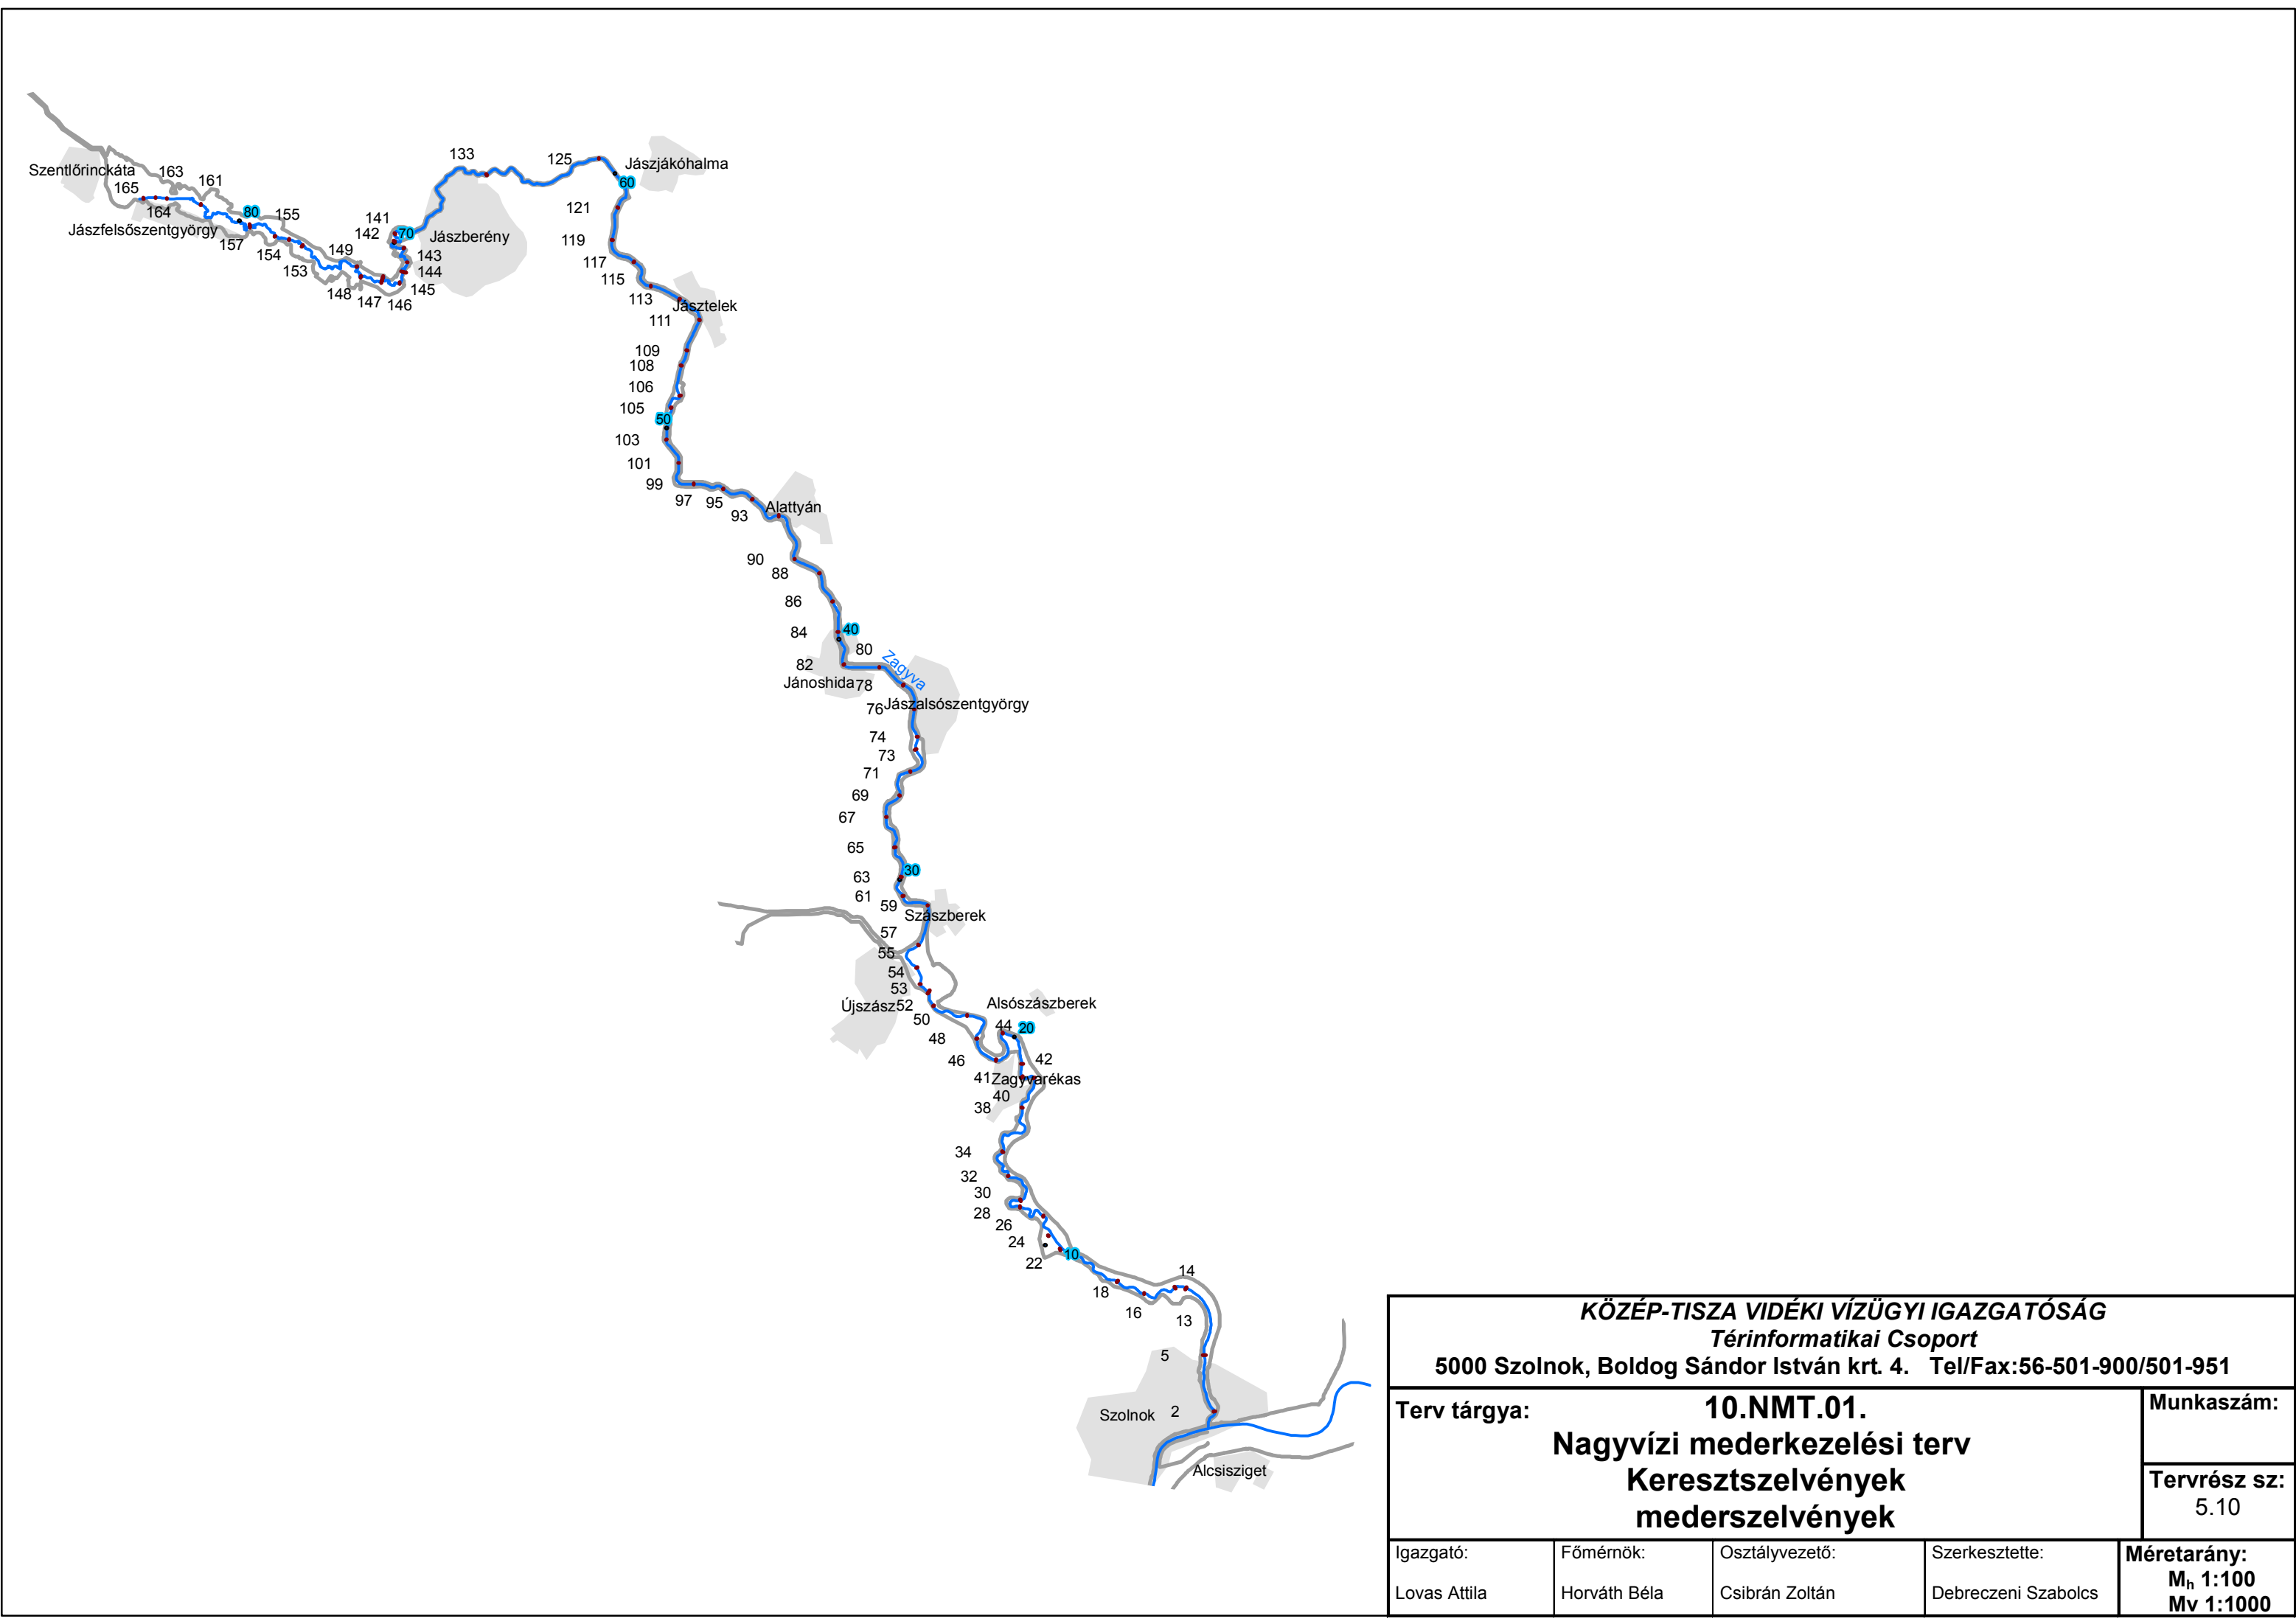 Szentlőrinckáta
165
163
161
164
Jászfelsőszentgyörgy
157
80
155
154
153
149
148
147
146
145
144
143
142
141
70
Jászberény
133
125
Jászjákóhalma
60
121
119
117
115
113
Jásztelek
111
109
108
106
105
50
103
101
99
97
95
93
Alattyán
90
88
86
84
40
80
82
Zagyva
Jánoshida
78
76
Jászalsószentgyörgy
74
73
71
69
67
65
63
30
61
59
Szászberek
57
55
54
53
Újszász
52
50
Alsószászberek
48
44
20
46
42
41
Zagyvarékas
40
38
34
32
30
28
26
24
22
10
18
16
14
13
5
Szolnok
2
Alcsisziget
KÖZÉP-TISZA VIDÉKI VÍZÜGYI IGAZGATÓSÁG
Térinformatikai Csoport
5000 Szolnok, Boldog Sándor István krt. 4. Tel/Fax:56-501-900/501-951
Terv tárgya:
10.NMT.01.
Nagyvízi mederkezelési terv
Keresztszelvények
mederszelvények
Munkaszám:
Tervrész sz:
5.10
Igazgató:
Lovas Attila
Főmérnök:
Horváth Béla
Osztályvezető:
Csibrán Zoltán
Szerkesztette:
Debreczeni Szabolcs
Méretarány:
Mh 1:100
Mv 1:1000